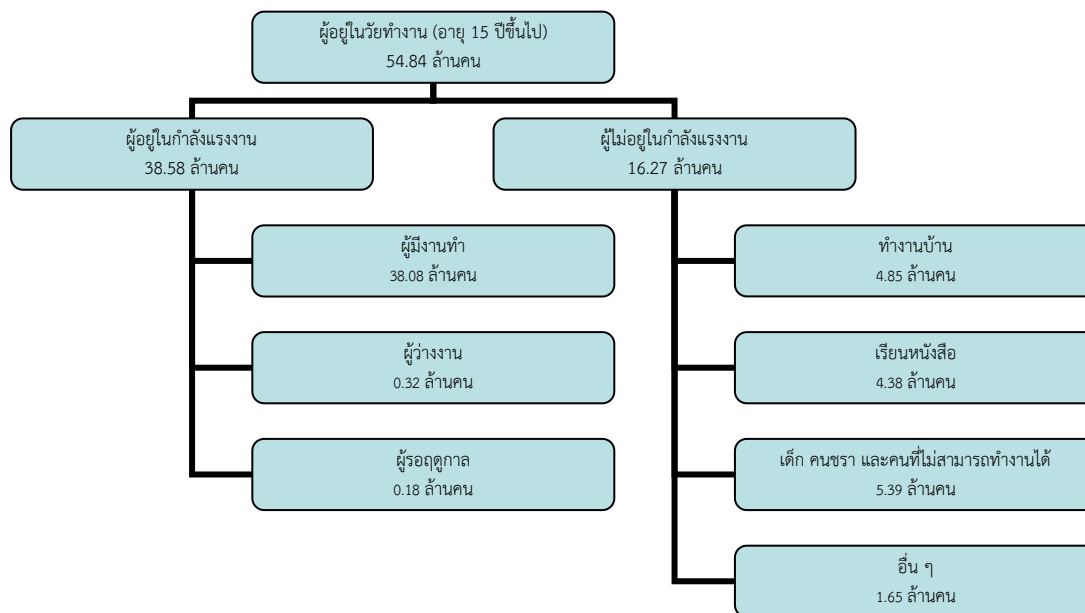 ผู้อยู่ในวัยทำงาน (อายุ 15 ปีขึ้นไป)
54.84 ล้านคน
ผู้อยู่ในกำลังแรงงาน
38.58 ล้านคน
ผู้ไม่อยู่ในกำลังแรงงาน
16.27 ล้านคน
ผู้มีงานทำ
38.08 ล้านคน
ทำงานบ้าน
4.85 ล้านคน
ผู้ว่างงาน
0.32 ล้านคน
เรียนหนังสือ
4.38 ล้านคน
ผู้รอฤดูกาล
0.18 ล้านคน
เด็ก คนชรา และคนที่ไม่สามารถทำงานได้
5.39 ล้านคน
อื่น ๆ
1.65 ล้านคน